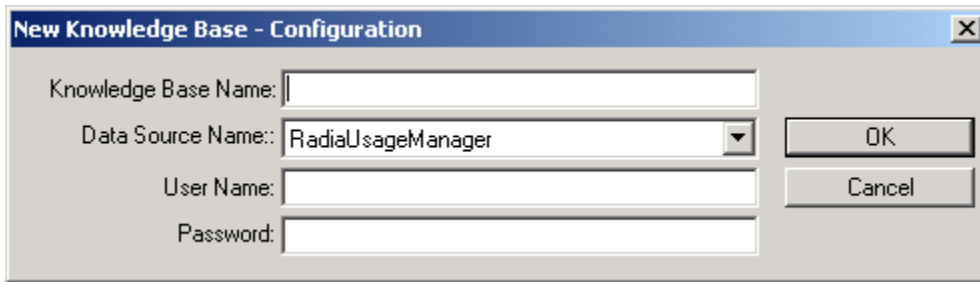 New Knowledge Base - Configuration
Knowledge Base Name:
Data Source Name:: RadiaUsageManager
OK
User Name:
Cancel
Password: